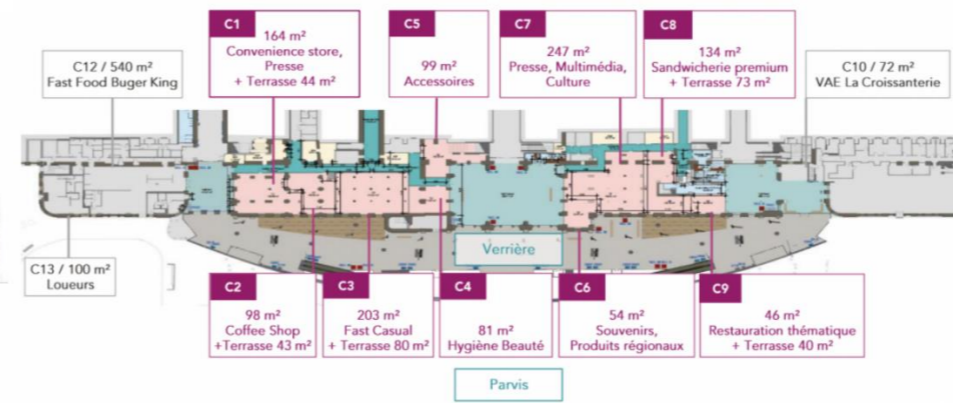 C1
164 m²
Convenience store,
Presse
+ Terrasse 44 m²
C5
99 m²
Accessoires
C7
247 m²
Presse, Multimédia,
Culture
C8
134 m²
Sandwicherie premium
+ Terrasse 73 m²
C12 / 540 m²
Fast Food Buger King
C10 / 72 m²
VAE La Croissanterie
Verrière
C13 / 100 m²
Loueurs
C2
98 m²
Coffee Shop
+Terrasse 43 m²
C3
203 m²
Fast Casual
+ Terrasse 80 m²
C4
81 m²
Hygiène Beauté
C6
54 m²
Souvenirs,
Produits régionaux
C9
46 m²
Restauration thématique
+ Terrasse 40 m²
Parvis